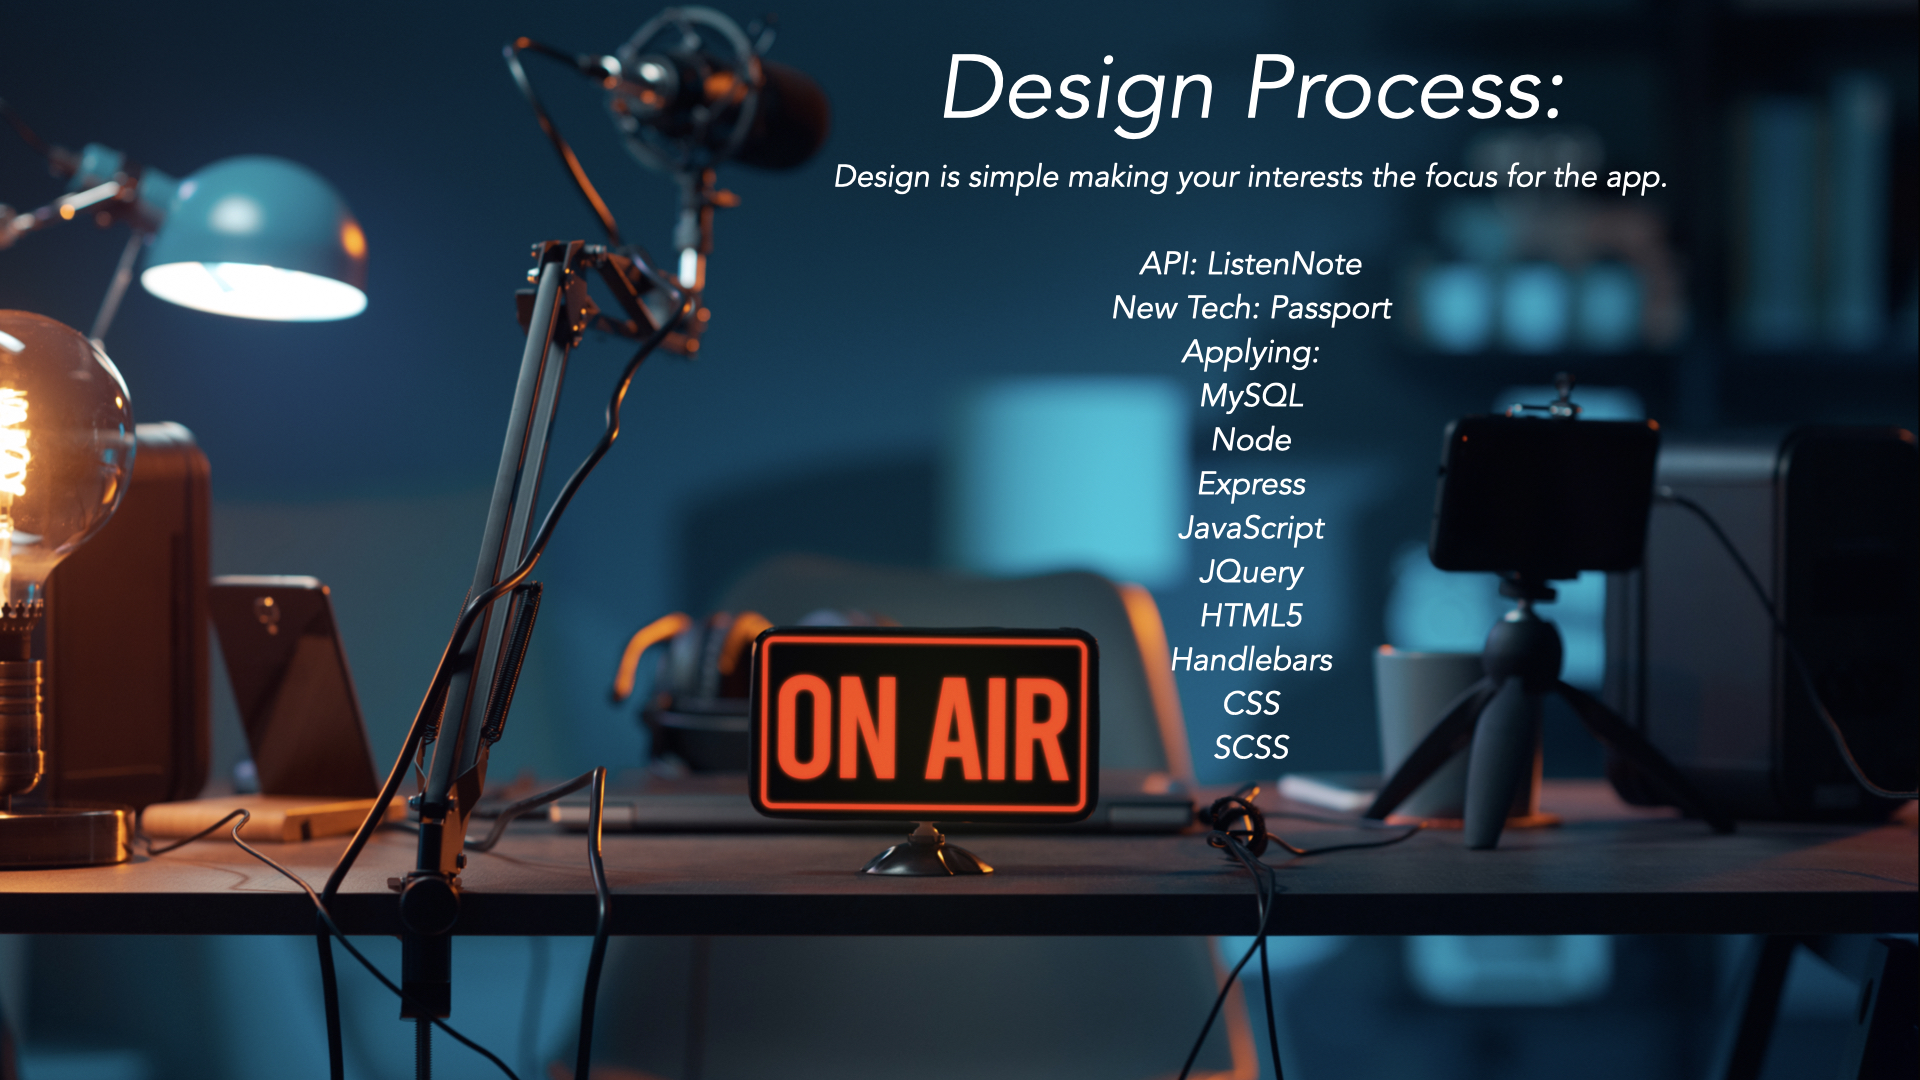 Design Process:
Design is simple making your interests the focus for the app.
API: ListenNote
New Tech: Passport
Applying:
MySQL
Node
Express
JavaScript
JQuery
HTML5
Handlebars
CSS
SCSS
ON AIR